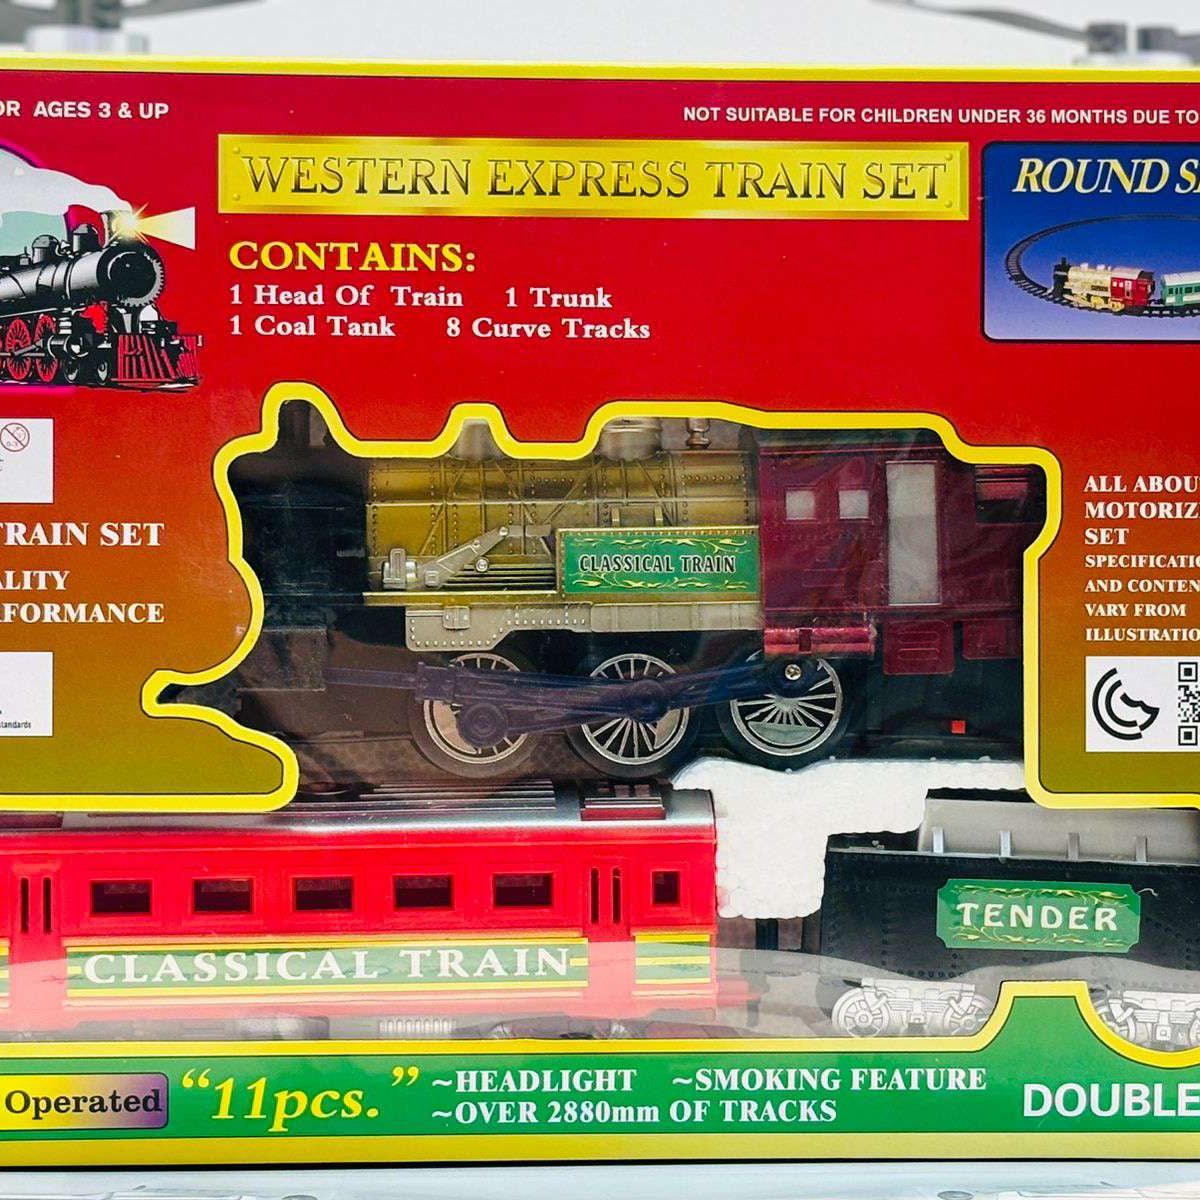 OR AGES 3 & UP
NOT SUITABLE FOR CHILDREN UNDER 36 MONTHS DUE TO
WESTERN EXPRESS TRAIN SET
ROUND
CONTAINS:
1 Head Of Train 1 Trunk
1 Coal Tank 8 Curve Tracks
TRAIN SET
ALITY
RFORMANCE
standards
CLASSICAL TRAIN
ALL ABOU
MOTORIZ
SET
SPECIFICATIO
AND CONTEN
VARY FROM
ILLUSTRATIO
CLASSICAL TRAIN
TENDER
Operated
"11pcs."
~HEADLIGHT ~SMOKING FEATURE
~OVER 2880mm OF TRACKS
DOUBLE